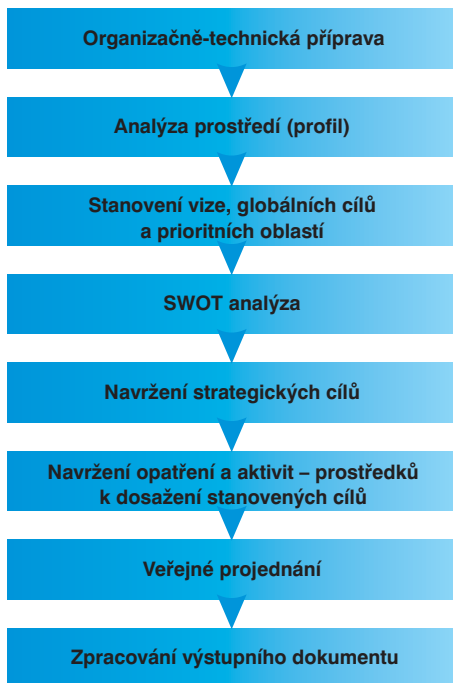 Organizačně-technická příprava
Analýza prostředí (profil)
Stanovení vize, globálních cílů
a prioritních oblastí
SWOT analýza
Navržení strategických cílů
Navržení opatření a aktivit – prostředků
k dosažení stanovených cílů
Veřejné projednání
Zpracování výstupního dokumentu